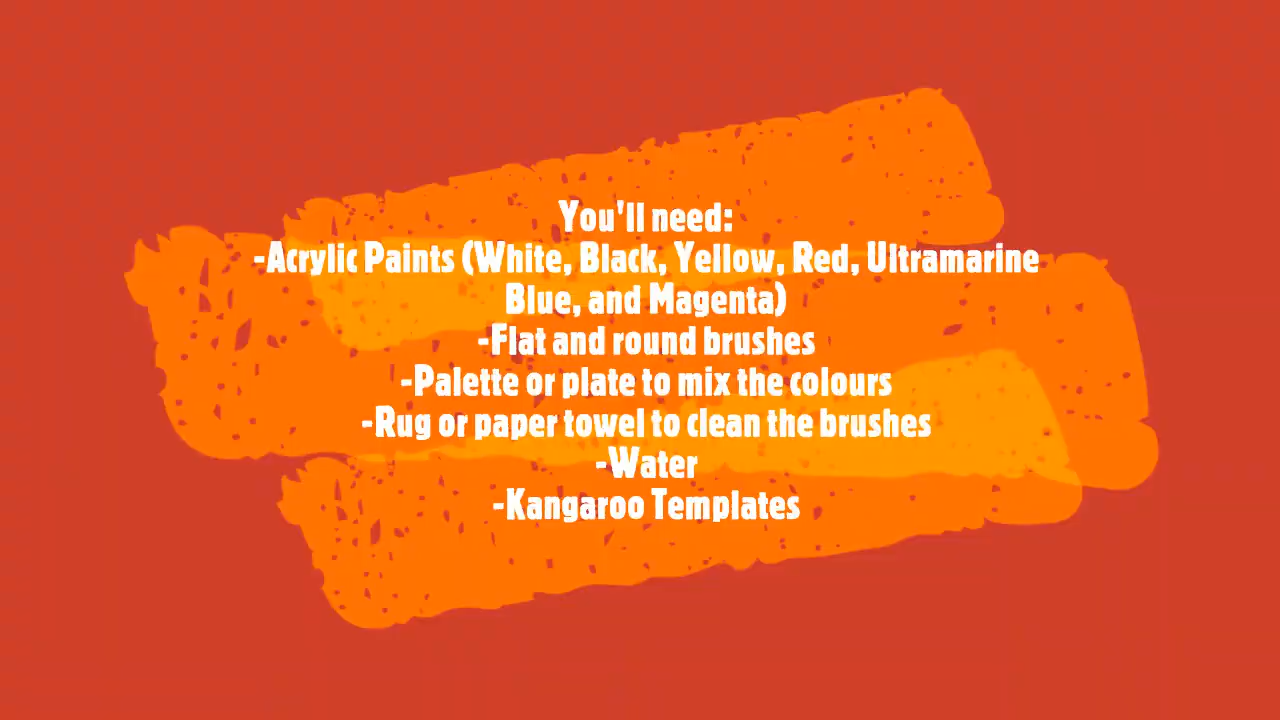 You'll need:
-Acrylic Paints (White, Black, Yellow, Red, Ultramarine
Blue, and Magenta)
-Flat and round brushes
-Palette or plate to mix the colours
-Rug or paper towel to clean the brushes
-Water
-Kangaroo Templates